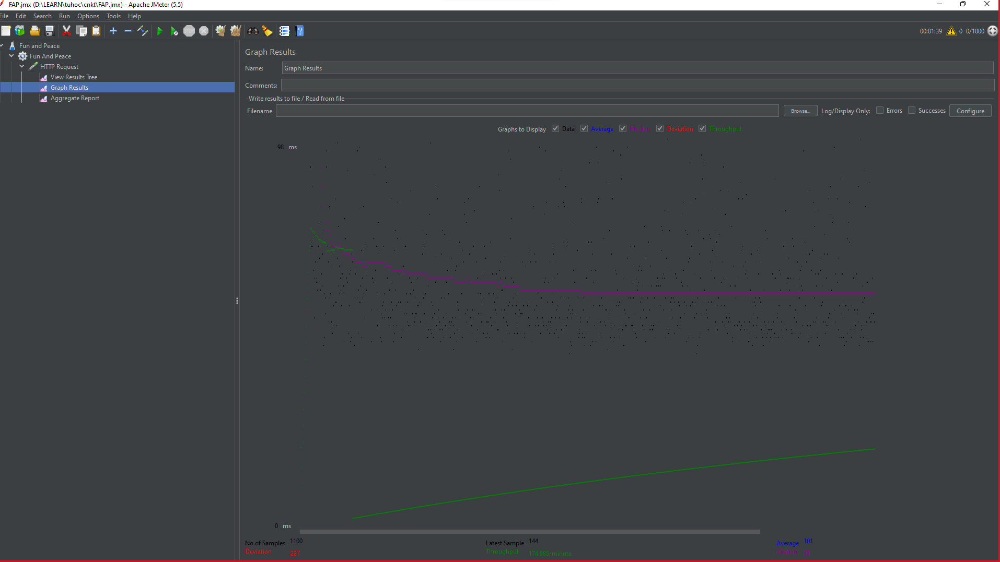 FAP.jmx (D:\LEARN\tuhoc\cnkt\FAP.jmx) - Apache JMeter (5.5)
File Edit Search Run Options Tools Help
00:01:39 0 0/1000
Fun and Peace
Fun And Peace
HTTP Request
View Results Tree
Graph Results
Aggregate Report
Graph Results
Name: Graph Results
Comments:
Write results to file / Read from file
Filename Browse... Log/Display Only: Errors Successes Configure
Graphs to Display Data Average Median Deviation Throughput
98 ms
0 ms
No of Samples 1100 Latest Sample 144 Average 101
Deviation 227 Throughput 174.985/minute Median